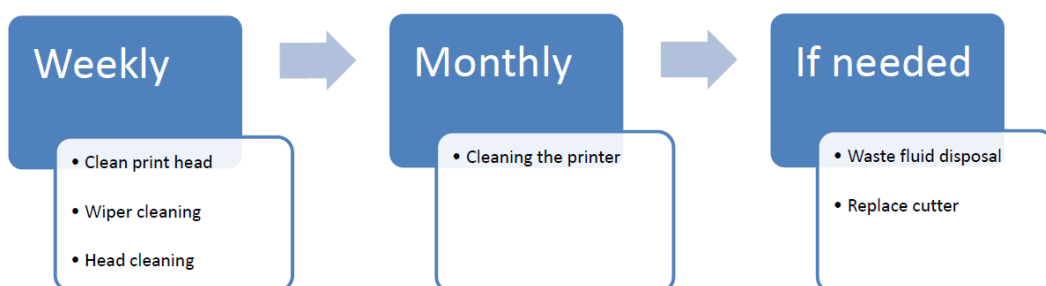 Weekly
• Clean print head
• Wiper cleaning
• Head cleaning
Monthly
• Cleaning the printer
If needed
• Waste fluid disposal
• Replace cutter